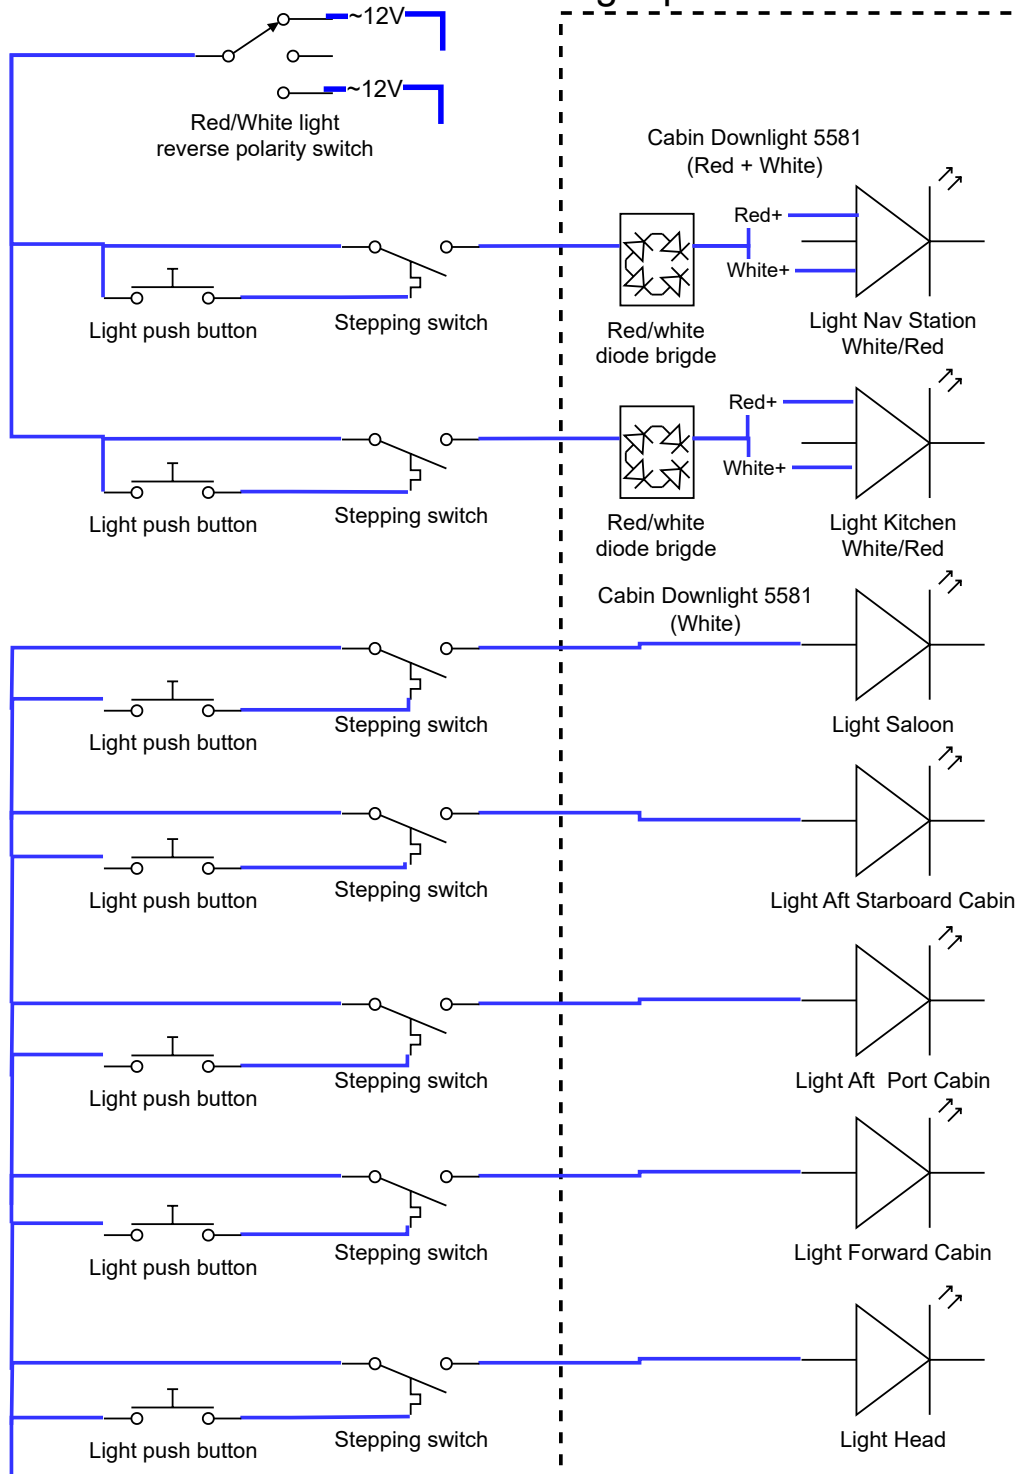 ~12V
~12V
Red/White light
reverse polarity switch
Cabin Downlight 5581
(Red + White)
Red+
White+
Light push button
Stepping switch
Red/white
diode brigde
Light Nav Station
White/Red
Red+
White+
Light push button
Stepping switch
Red/white
diode brigde
Light Kitchen
White/Red
Cabin Downlight 5581
(White)
Light push button
Stepping switch
Light Saloon
Light push button
Stepping switch
Light Aft Starboard Cabin
Light push button
Stepping switch
Light Aft  Port Cabin
Light push button
Stepping switch
Light Forward Cabin
Light push button
Stepping switch
Light Head